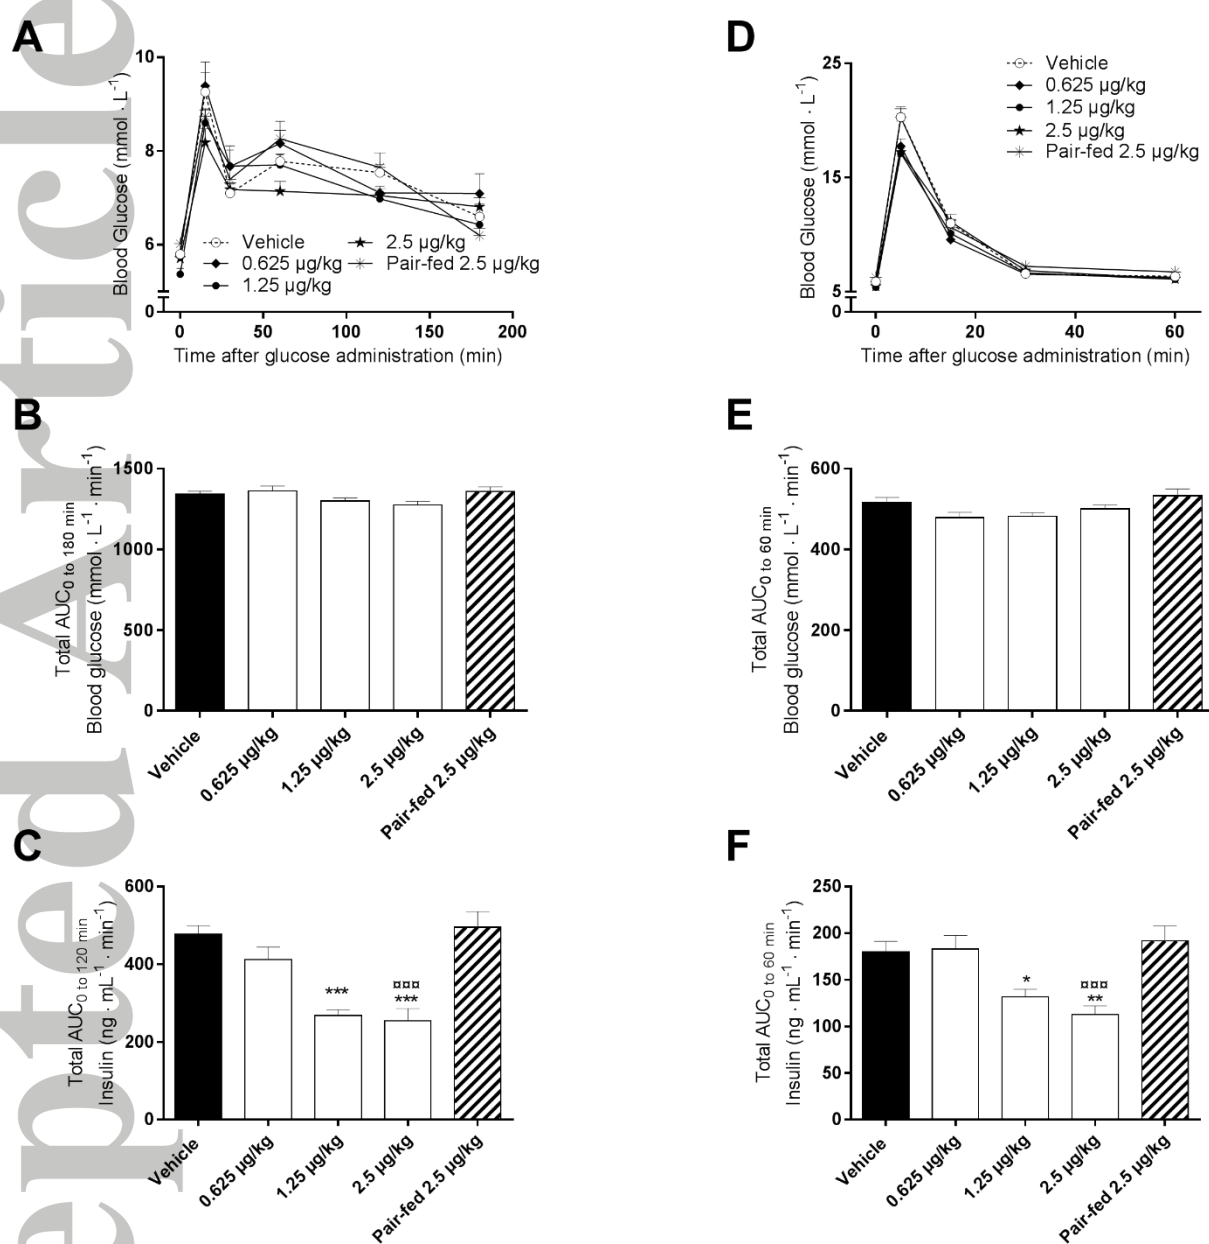 Accepted Article
A
Blood Glucose (mmol · L⁻¹)
10
8
6
0
Vehicle
0.625 µg/kg
1.25 µg/kg
2.5 µg/kg
Pair-fed 2.5 µg/kg
0 50 100 150 200
Time after glucose administration (min)
D
Blood Glucose (mmol · L⁻¹)
25
15
5
0
Vehicle
0.625 µg/kg
1.25 µg/kg
2.5 µg/kg
Pair-fed 2.5 µg/kg
0 20 40 60
Time after glucose administration (min)
B
Total AUC0 to 180 min
Blood glucose (mmol · L⁻¹ · min⁻¹)
1500
1000
500
0
Vehicle
0.625 µg/kg
1.25 µg/kg
2.5 µg/kg
Pair-fed 2.5 µg/kg
E
Total AUC0 to 60 min
Blood glucose (mmol · L⁻¹ · min⁻¹)
600
400
200
0
Vehicle
0.625 µg/kg
1.25 µg/kg
2.5 µg/kg
Pair-fed 2.5 µg/kg
C
Total AUC0 to 120 min
Insulin (ng · mL⁻¹ · min⁻¹)
600
400
200
0
***
¤¤¤
***
Vehicle
0.625 µg/kg
1.25 µg/kg
2.5 µg/kg
Pair-fed 2.5 µg/kg
F
Total AUC0 to 60 min
Insulin (ng · mL⁻¹ · min⁻¹)
250
200
150
100
50
0
*
¤¤¤
**
Vehicle
0.625 µg/kg
1.25 µg/kg
2.5 µg/kg
Pair-fed 2.5 µg/kg